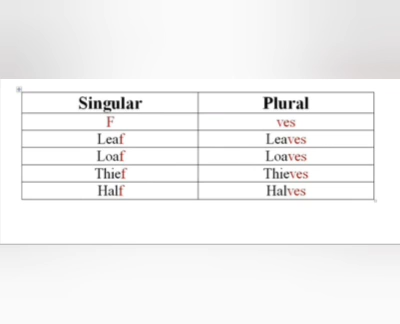 Singular Plural
F ves
Leaf Leaves
Loaf Loaves
Thief Thieves
Half Halves